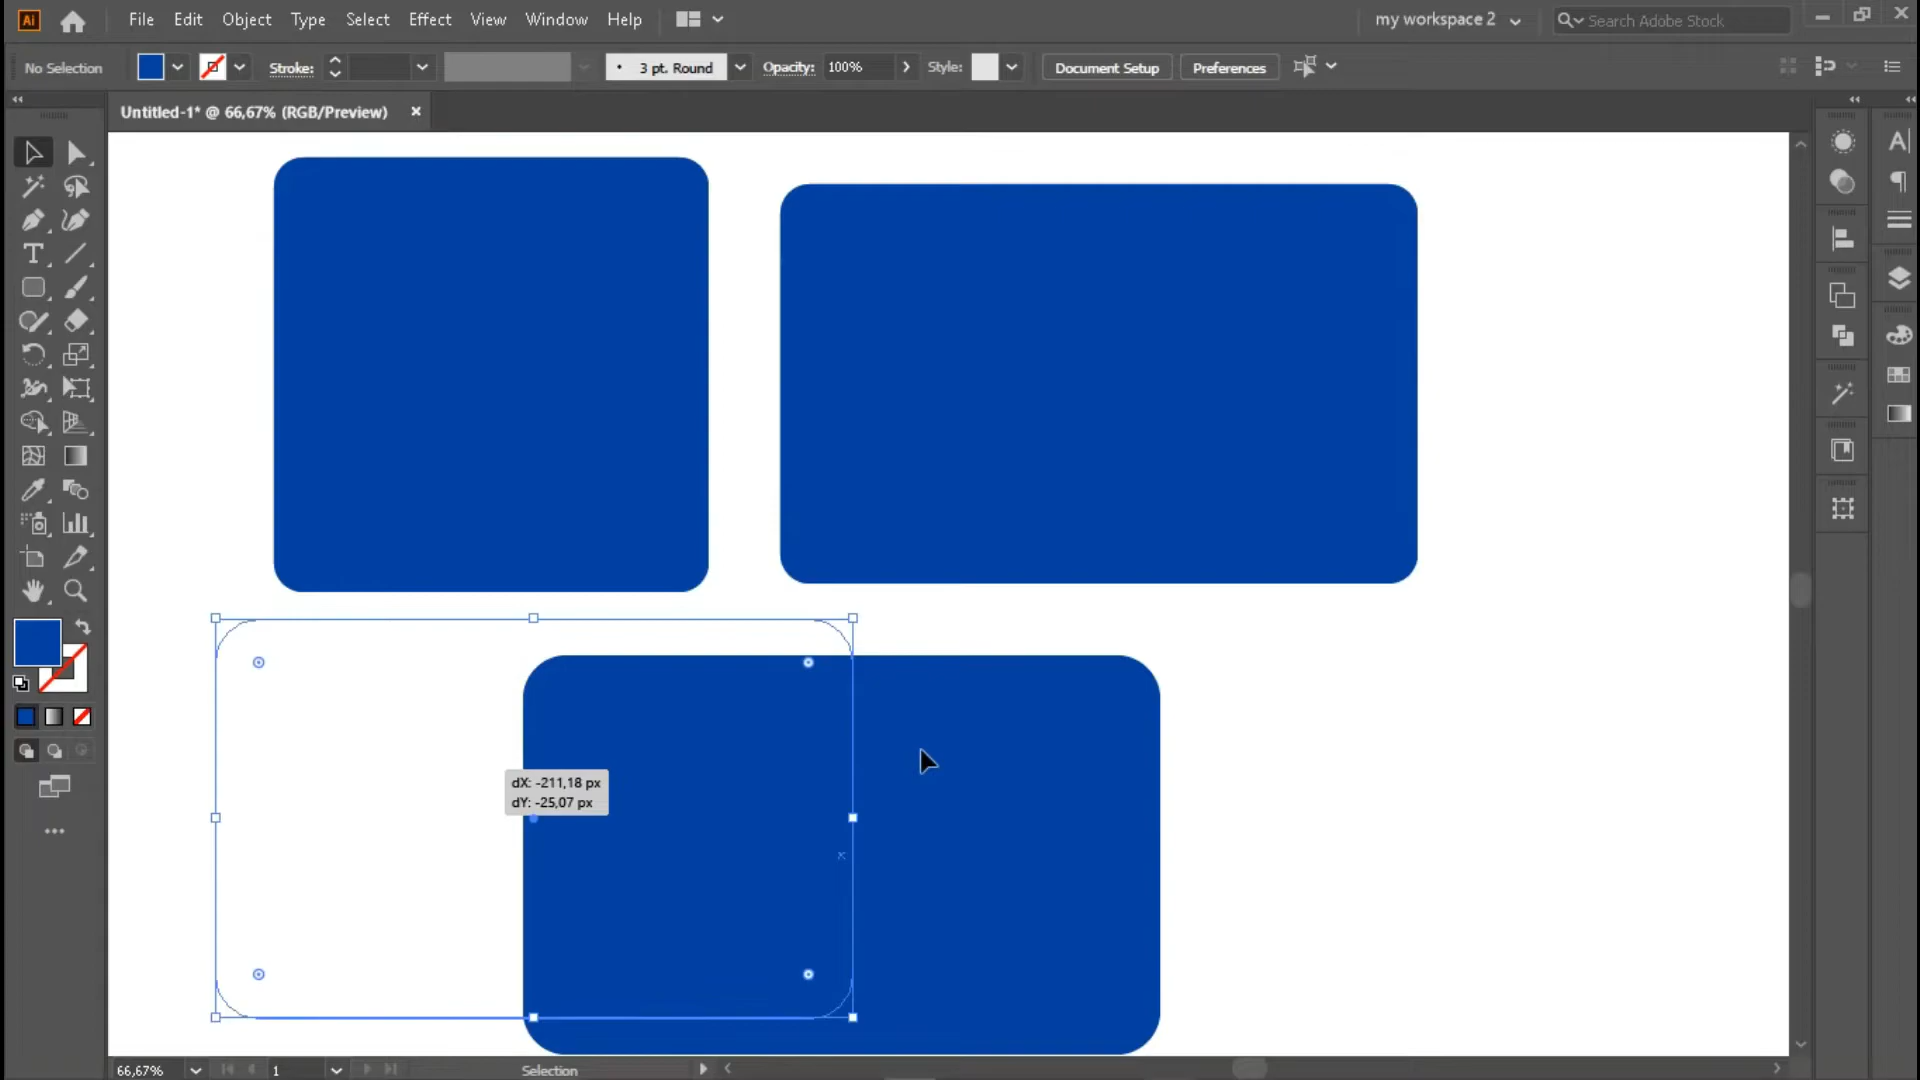 Ai
File Edit Object Type Select Effect View Window Help
my workspace 2
Search Adobe Stock
No Selection
Stroke:
3 pt. Round
Opacity: 100%
Style:
Document Setup
Preferences
Untitled-1* @ 66,67% (RGB/Preview)
dX: -211,18 px
dY: -25,07 px
66,67%
1
Selection